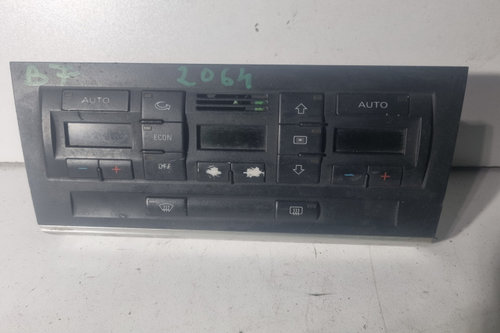 B7 2064
AUTO AUTO
ECON
OFF
− + − +